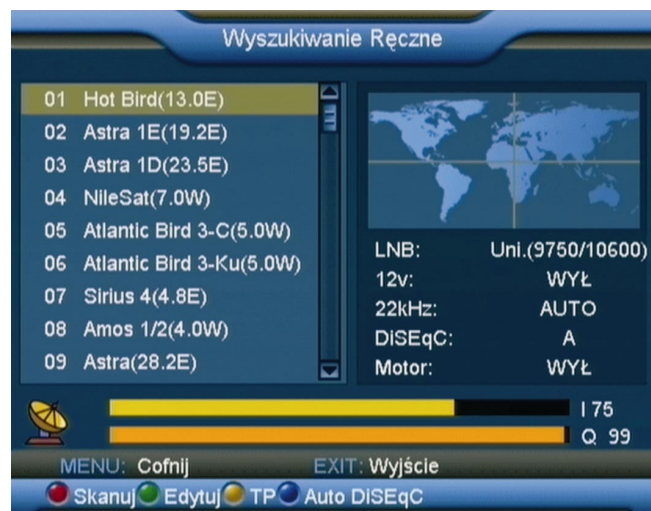 Wyszukiwanie Ręczne
01 Hot Bird(13.0E)
02 Astra 1E(19.2E)
03 Astra 1D(23.5E)
04 NileSat(7.0W)
05 Atlantic Bird 3-C(5.0W)
06 Atlantic Bird 3-Ku(5.0W)
07 Sirius 4(4.8E)
08 Amos 1/2(4.0W)
09 Astra(28.2E)
LNB: Uni.(9750/10600)
12v: WYŁ
22kHz: AUTO
DiSEqC: A
Motor: WYŁ
I 75
Q 99
MENU: Cofnij EXIT: Wyjście
Skanuj Edytuj TP Auto DiSEqC